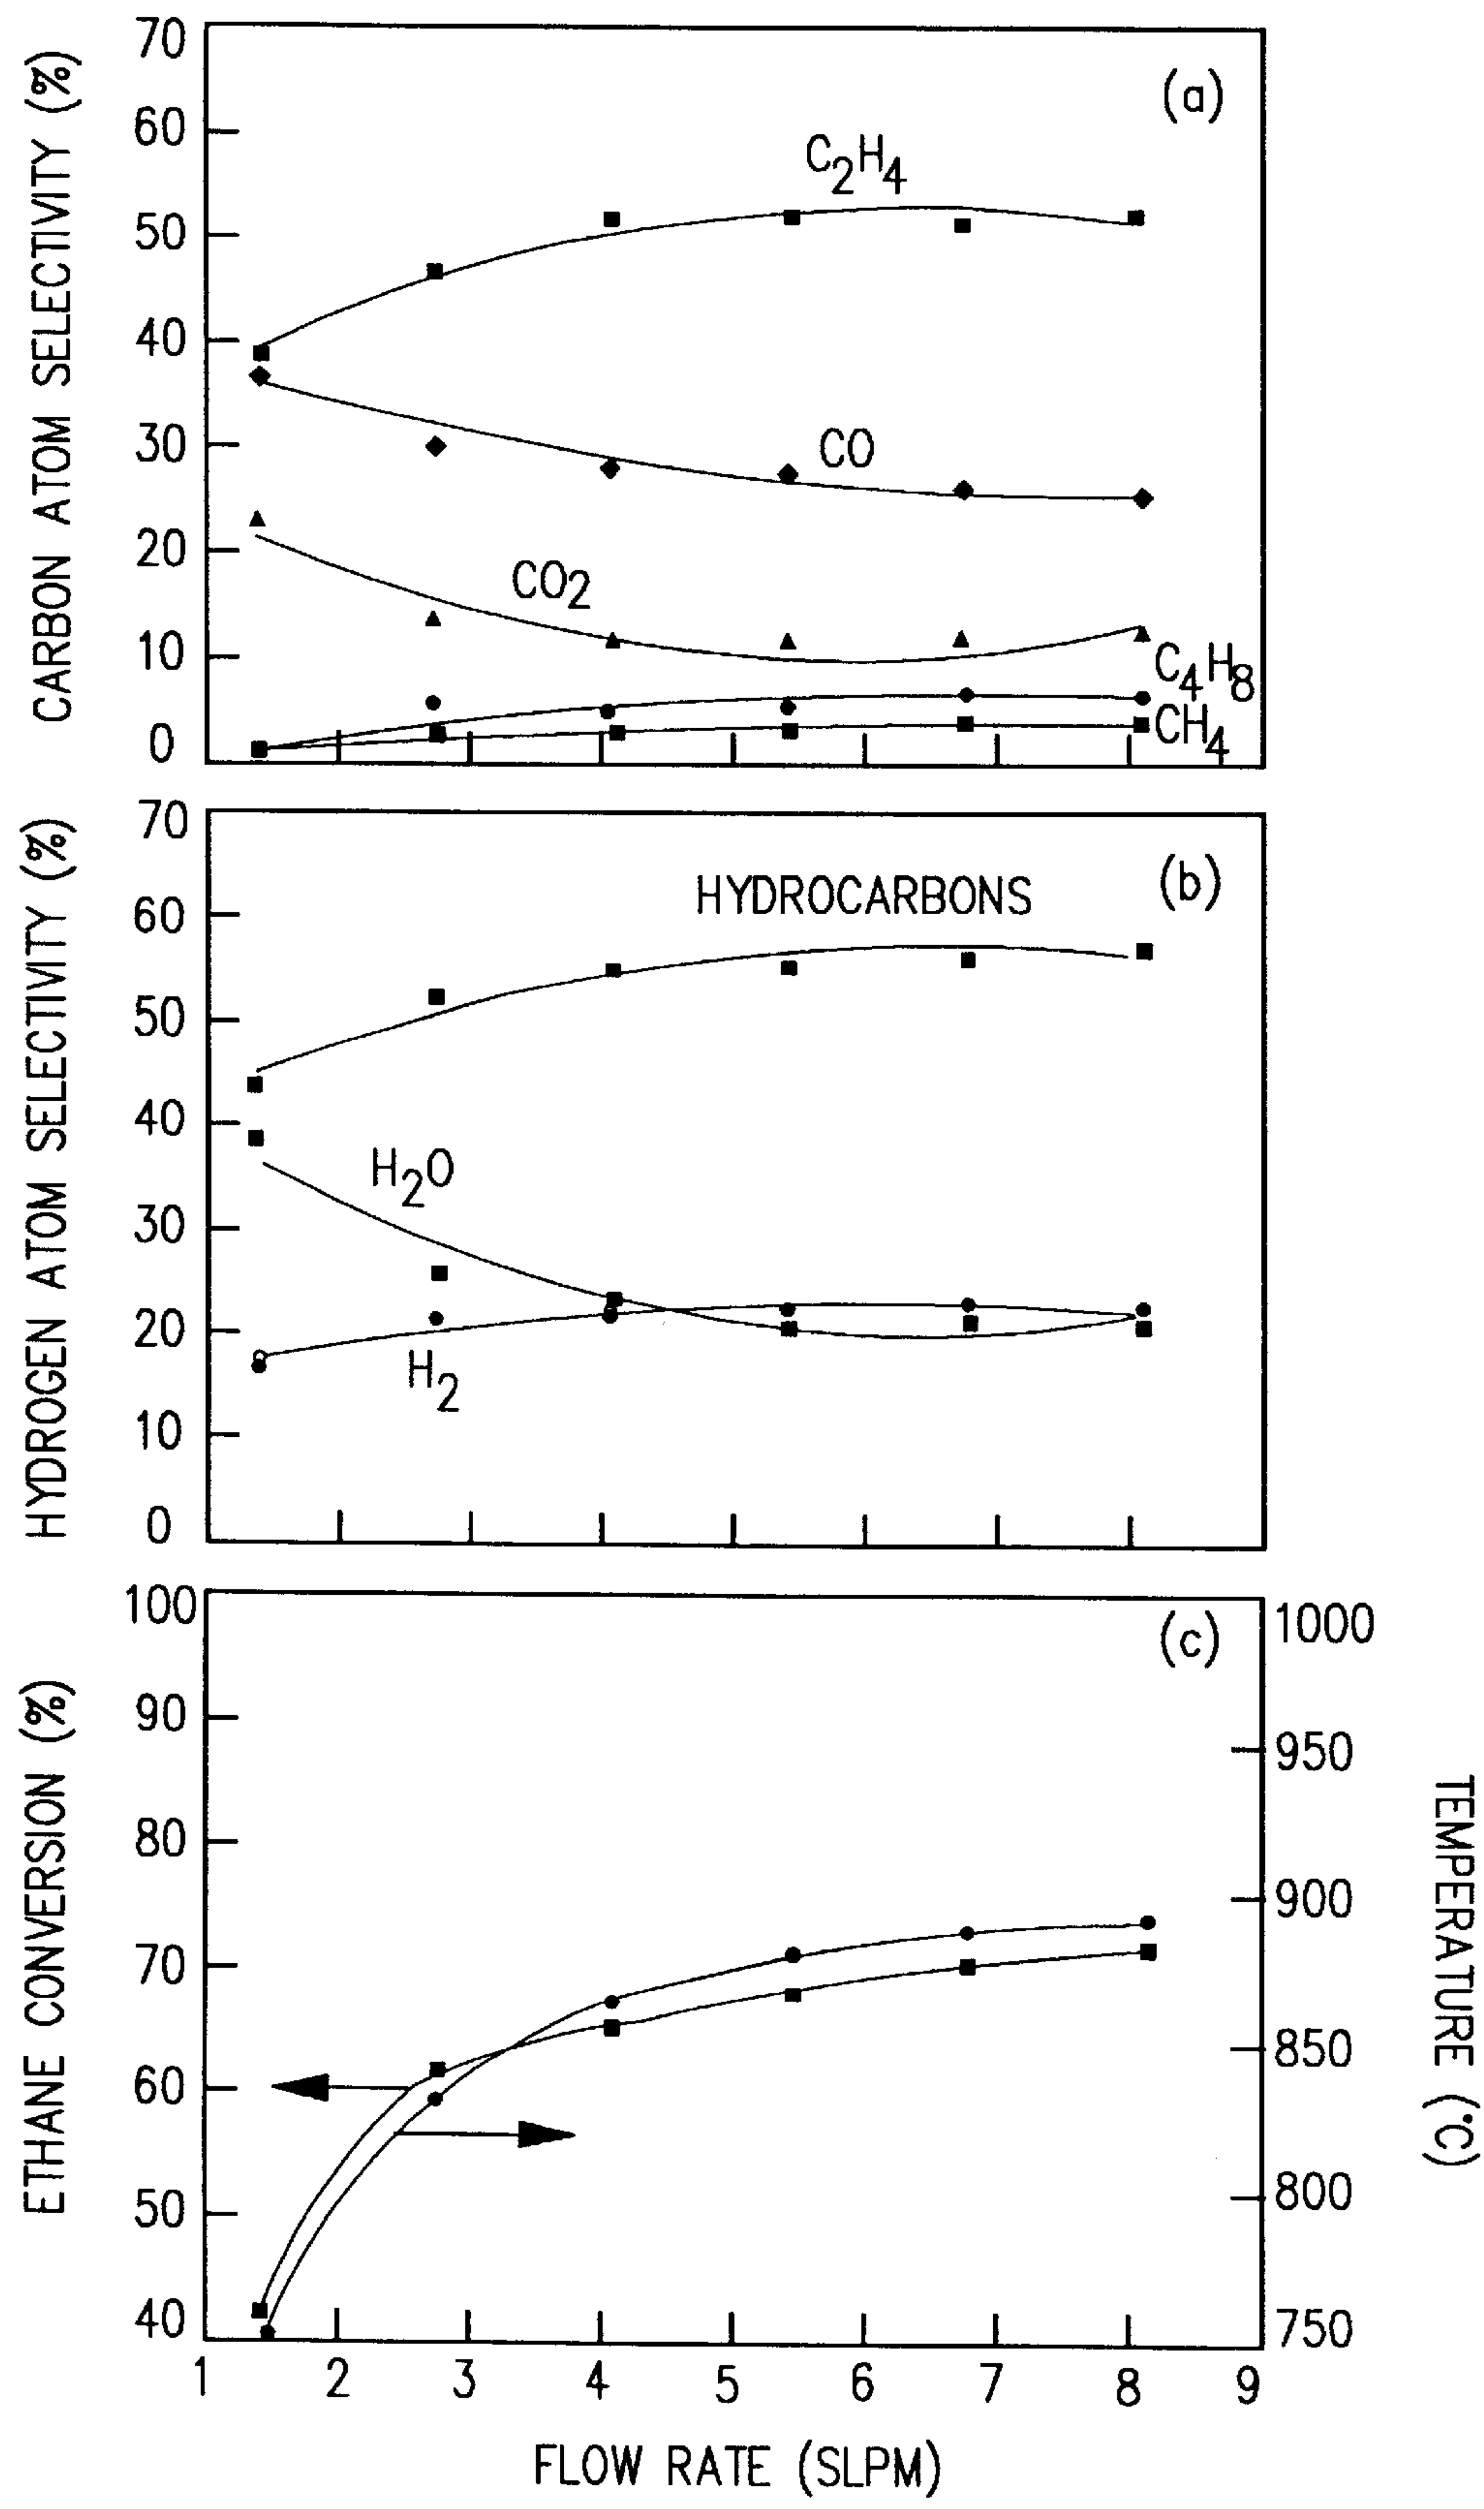 CARBON ATOM SELECTIVITY (%)
70
60
50
40
30
20
10
0
(a)
C2H4
CO
CO2
C4H8
CH4
HYDROGEN ATOM SELECTIVITY (%)
70
60
50
40
30
20
10
0
(b)
HYDROCARBONS
H2O
H2
ETHANE CONVERSION (%)
100
90
80
70
60
50
40
(c)
1000
950
900
850
800
750
TEMPERATURE (°C)
1 2 3 4 5 6 7 8 9
FLOW RATE (SLPM)